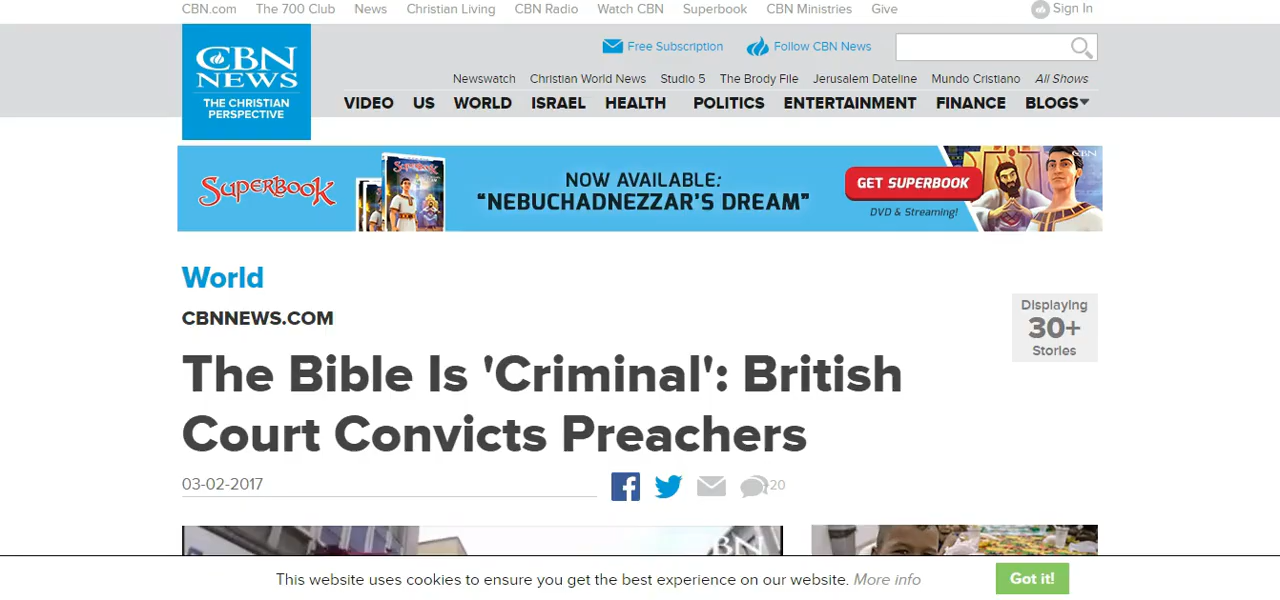 CBN.com The 700 Club News Christian Living CBN Radio Watch CBN Superbook CBN Ministries Give Sign In
CBN
NEWS
THE CHRISTIAN
PERSPECTIVE
Free Subscription Follow CBN News
Newswatch Christian World News Studio 5 The Brody File Jerusalem Dateline Mundo Cristiano All Shows
VIDEO US WORLD ISRAEL HEALTH POLITICS ENTERTAINMENT FINANCE BLOGS
SUPERBOOK
SUPERBOOK
NOW AVAILABLE:
“NEBUCHADNEZZAR’S DREAM”
GET SUPERBOOK
DVD & Streaming!
CBN
World
CBNNEWS.COM
Displaying
30+
Stories
The Bible Is 'Criminal': British
Court Convicts Preachers
03-02-2017
20
CBN
This website uses cookies to ensure you get the best experience on our website. More info Got it!